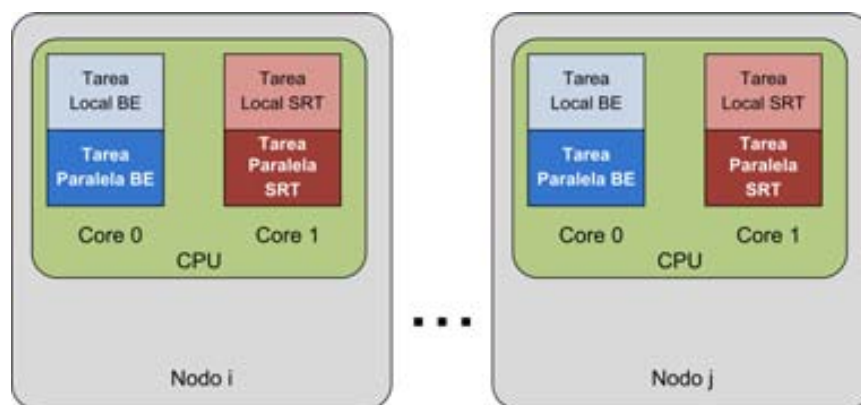 Tarea
Local BE
Tarea
Paralela BE
Core 0
Tarea
Local SRT
Tarea
Paralela
SRT
Core 1
CPU
Nodo i
...
Tarea
Local BE
Tarea
Paralela BE
Core 0
Tarea
Local SRT
Tarea
Paralela
SRT
Core 1
CPU
Nodo j